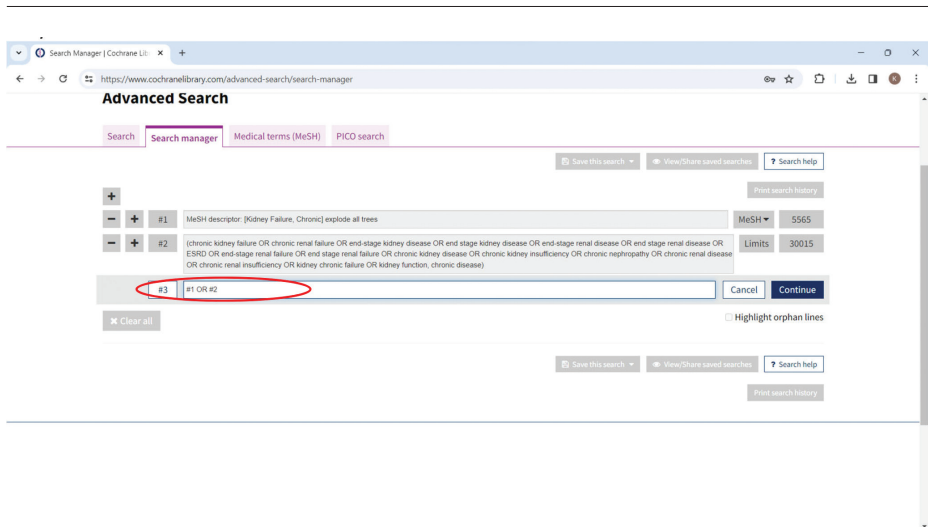 Search Manager | Cochrane Lib
https://www.cochranelibrary.com/advanced-search/search-manager
K
Advanced Search
Search Search manager Medical terms (MeSH) PICO search
Save this search View/Share saved searches ? Search help
Print search history
+
- + #1 MeSH descriptor: [Kidney Failure, Chronic] explode all trees MeSH 5565
- + #2 (chronic kidney failure OR chronic renal failure OR end-stage kidney disease OR end stage kidney disease OR end-stage renal disease OR end stage renal disease OR Limits 30015
ESRD OR end-stage renal failure OR end stage renal failure OR chronic kidney disease OR chronic kidney insufficiency OR chronic nephropathy OR chronic renal disease
OR chronic renal insufficiency OR kidney chronic failure OR kidney function, chronic disease)
#3 #1 OR #2 Cancel Continue
Clear all Highlight orphan lines
Save this search View/Share saved searches ? Search help
Print search history